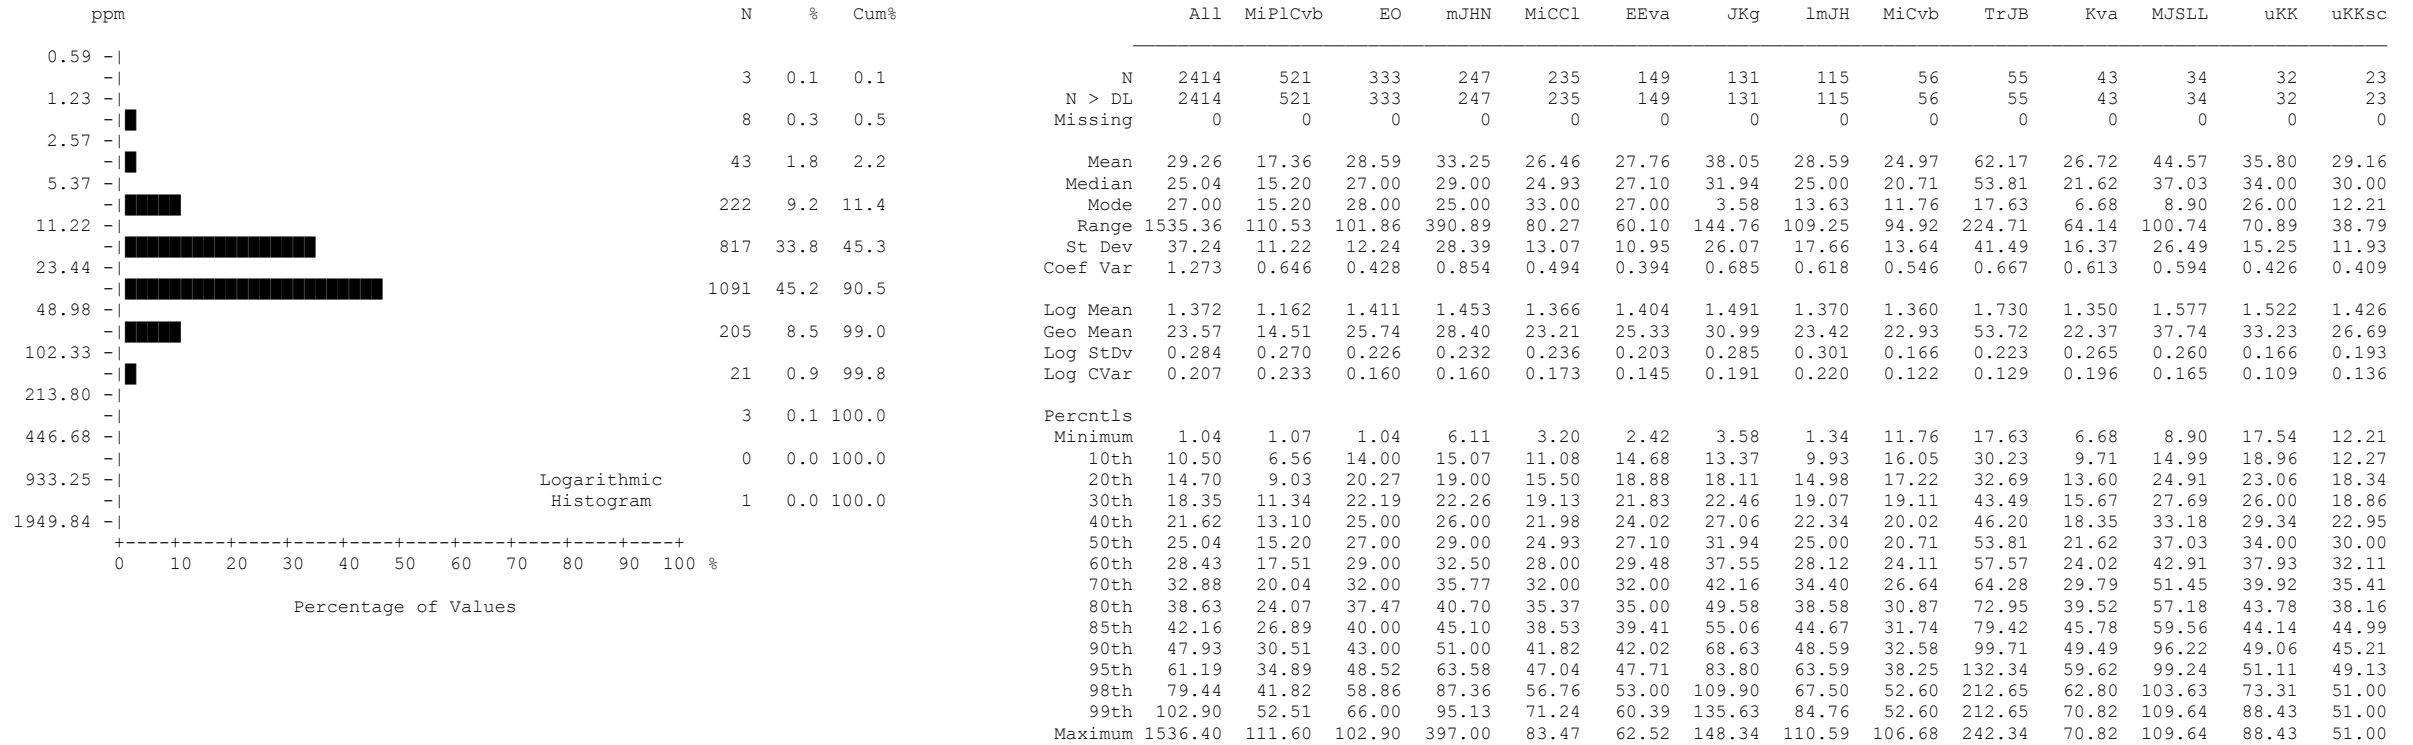 ppm N % Cum% All MiPlCvb EO mJHN MiCCl EEva JKg lmJH MiCvb TrJB Kva MJSLL uKK uKKsc
0.59 -|
-| 3 0.1 0.1 N 2414 521 333 247 235 149 131 115 56 55 43 34 32 23
1.23 -| N > DL 2414 521 333 247 235 149 131 115 56 55 43 34 32 23
-| 8 0.3 0.5 Missing 0 0 0 0 0 0 0 0 0 0 0 0 0 0
2.57 -|
-| 43 1.8 2.2 Mean 29.26 17.36 28.59 33.25 26.46 27.76 38.05 28.59 24.97 62.17 26.72 44.57 35.80 29.16
5.37 -| Median 25.04 15.20 27.00 29.00 24.93 27.10 31.94 25.00 20.71 53.81 21.62 37.03 34.00 30.00
-| 222 9.2 11.4 Mode 27.00 15.20 28.00 25.00 33.00 27.00 3.58 13.63 11.76 17.63 6.68 8.90 26.00 12.21
11.22 -| Range 1535.36 110.53 101.86 390.89 80.27 60.10 144.76 109.25 94.92 224.71 64.14 100.74 70.89 38.79
-| 817 33.8 45.3 St Dev 37.24 11.22 12.24 28.39 13.07 10.95 26.07 17.66 13.64 41.49 16.37 26.49 15.25 11.93
23.44 -| Coef Var 1.273 0.646 0.428 0.854 0.494 0.394 0.685 0.618 0.546 0.667 0.613 0.594 0.426 0.409
-| 1091 45.2 90.5
48.98 -| Log Mean 1.372 1.162 1.411 1.453 1.366 1.404 1.491 1.370 1.360 1.730 1.350 1.577 1.522 1.426
-| 205 8.5 99.0 Geo Mean 23.57 14.51 25.74 28.40 23.21 25.33 30.99 23.42 22.93 53.72 22.37 37.74 33.23 26.69
102.33 -| Log StDv 0.284 0.270 0.226 0.232 0.236 0.203 0.285 0.301 0.166 0.223 0.265 0.260 0.166 0.193
-| 21 0.9 99.8 Log CVar 0.207 0.233 0.160 0.160 0.173 0.145 0.191 0.220 0.122 0.129 0.196 0.165 0.109 0.136
213.80 -|
-| 3 0.1 100.0 Percntls
446.68 -| Minimum 1.04 1.07 1.04 6.11 3.20 2.42 3.58 1.34 11.76 17.63 6.68 8.90 17.54 12.21
-| 0 0.0 100.0 10th 10.50 6.56 14.00 15.07 11.08 14.68 13.37 9.93 16.05 30.23 9.71 14.99 18.96 12.27
933.25 -| Logarithmic 20th 14.70 9.03 20.27 19.00 15.50 18.88 18.11 14.98 17.22 32.69 13.60 24.91 23.06 18.34
-| Histogram 1 0.0 100.0 30th 18.35 11.34 22.19 22.26 19.13 21.83 22.46 19.07 19.11 43.49 15.67 27.69 26.00 18.86
1949.84 -| 40th 21.62 13.10 25.00 26.00 21.98 24.02 27.06 22.34 20.02 46.20 18.35 33.18 29.34 22.95
+----+----+----+----+----+----+----+----+----+----+ 50th 25.04 15.20 27.00 29.00 24.93 27.10 31.94 25.00 20.71 53.81 21.62 37.03 34.00 30.00
0 10 20 30 40 50 60 70 80 90 100 % 60th 28.43 17.51 29.00 32.50 28.00 29.48 37.55 28.12 24.11 57.57 24.02 42.91 37.93 32.11
70th 32.88 20.04 32.00 35.77 32.00 32.00 42.16 34.40 26.64 64.28 29.79 51.45 39.92 35.41
Percentage of Values 80th 38.63 24.07 37.47 40.70 35.37 35.00 49.58 38.58 30.87 72.95 39.52 57.18 43.78 38.16
85th 42.16 26.89 40.00 45.10 38.53 39.41 55.06 44.67 31.74 79.42 45.78 59.56 44.14 44.99
90th 47.93 30.51 43.00 51.00 41.82 42.02 68.63 48.59 32.58 99.71 49.49 96.22 49.06 45.21
95th 61.19 34.89 48.52 63.58 47.04 47.71 83.80 63.59 38.25 132.34 59.62 99.24 51.11 49.13
98th 79.44 41.82 58.86 87.36 56.76 53.00 109.90 67.50 52.60 212.65 62.80 103.63 73.31 51.00
99th 102.90 52.51 66.00 95.13 71.24 60.39 135.63 84.76 52.60 212.65 70.82 109.64 88.43 51.00
Maximum 1536.40 111.60 102.90 397.00 83.47 62.52 148.34 110.59 106.68 242.34 70.82 109.64 88.43 51.00